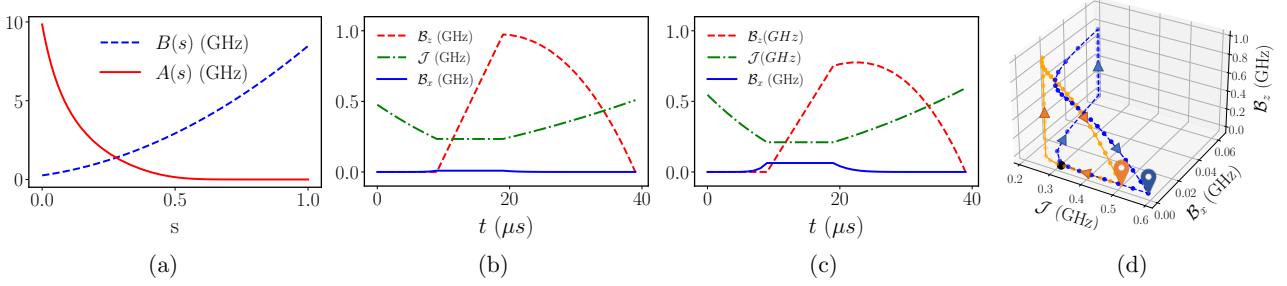 10
5
0
B(s) (GHz)
A(s) (GHz)
0.0
0.5
1.0
s
(a)
1.0
0.5
0.0
ℬz (GHz)
𝒥 (GHz)
ℬx (GHz)
0
20
40
t (μs)
(b)
1.0
0.5
0.0
ℬz(GHz)
𝒥(GHz)
ℬx (GHz)
0
20
40
t (μs)
(c)
1.0
0.8
0.6
0.4
0.2
0.0
ℬz (GHz)
0.06
0.04
0.02
0.00
ℬx (GHz)
0.2
0.3
0.4
0.5
0.6
𝒥 (GHz)
(d)